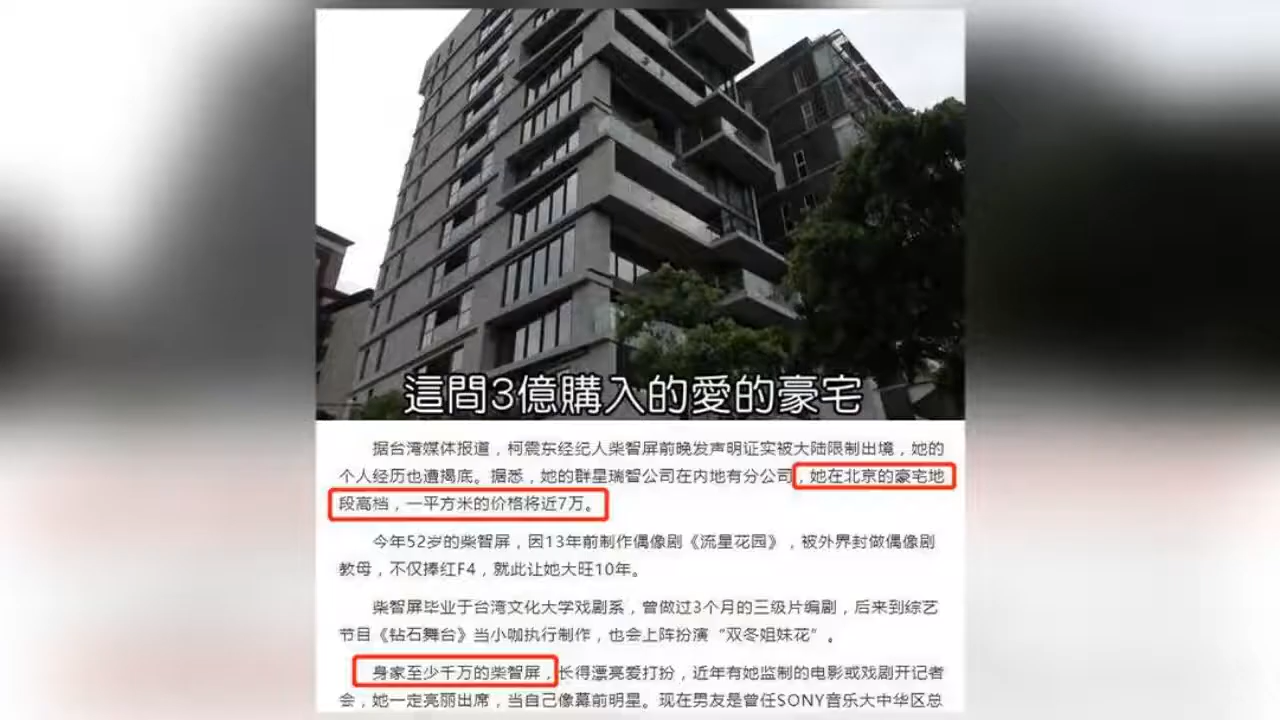 這間3億購入的愛的豪宅
据台湾媒体报道，柯震东经纪人柴智屏前晚发声明证实被大陆限制出境，她的
个人经历也遭揭底。据悉，她的群星瑞智公司在内地有分公司，她在北京的豪宅地
段高档，一平方米的价格将近7万。
今年52岁的柴智屏，因13年前制作偶像剧《流星花园》，被外界封做偶像剧
教母，不仅捧红F4，就此让她大旺10年。
柴智屏毕业于台湾文化大学戏剧系，曾做过3个月的三级片编剧，后来到综艺
节目《钻石舞台》当小咖执行制作，也会上阵扮演“双冬姐妹花”。
身家至少千万的柴智屏，长得漂亮爱打扮，近年有她监制的电影或戏剧开记者
会，她一定亮丽出席，当自己像幕前明星。现在男友是曾任SONY音乐大中华区总